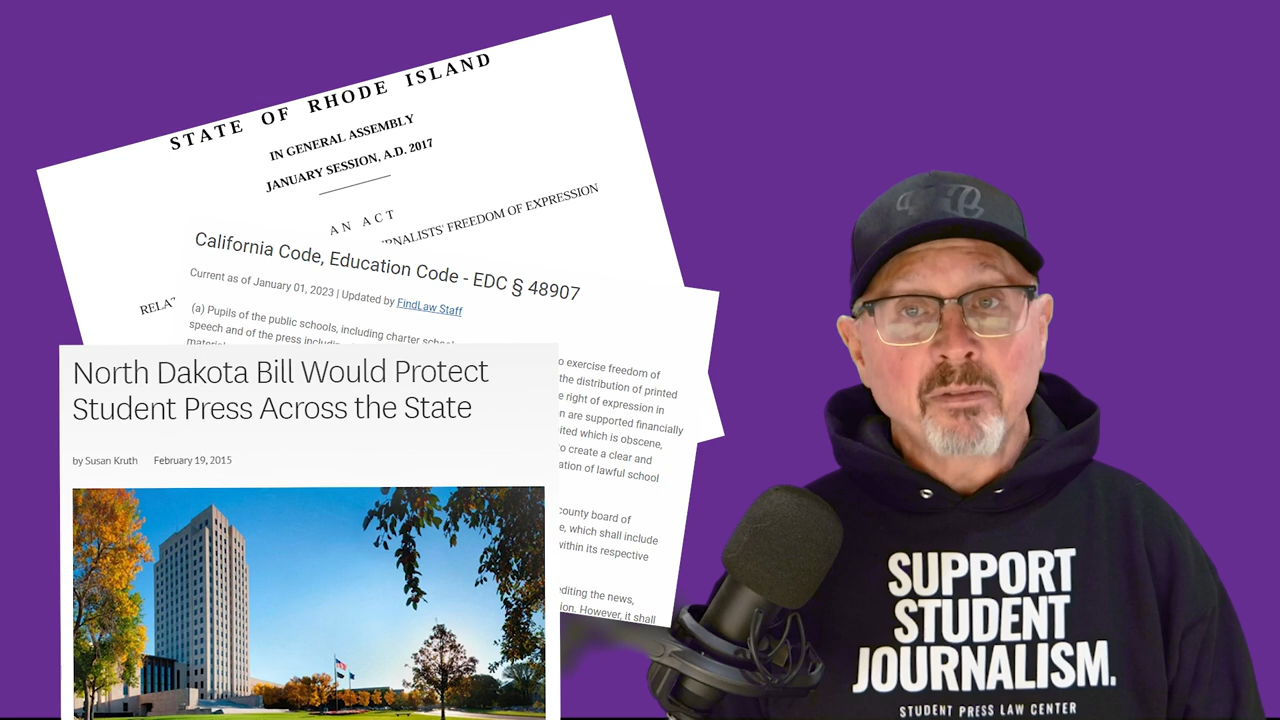 STATE OF RHODE ISLAND
IN GENERAL ASSEMBLY
JANUARY SESSION, A.D. 2017
AN ACT
JOURNALISTS' FREEDOM OF EXPRESSION
California Code, Education Code - EDC § 48907
Current as of January 01, 2023 | Updated by FindLaw Staff
(a) Pupils of the public schools, including charter
speech and of the press
to exercise freedom of
the distribution of printed
right of expression in
are supported financially
which is obscene,
to create a clear and
of lawful school
county board of
which shall include
within its respective
editing the news,
However, it shall
North Dakota Bill Would Protect
Student Press Across the State
by Susan Kruth February 19, 2015
SUPPORT
STUDENT
JOURNALISM.
STUDENT PRESS LAW CENTER